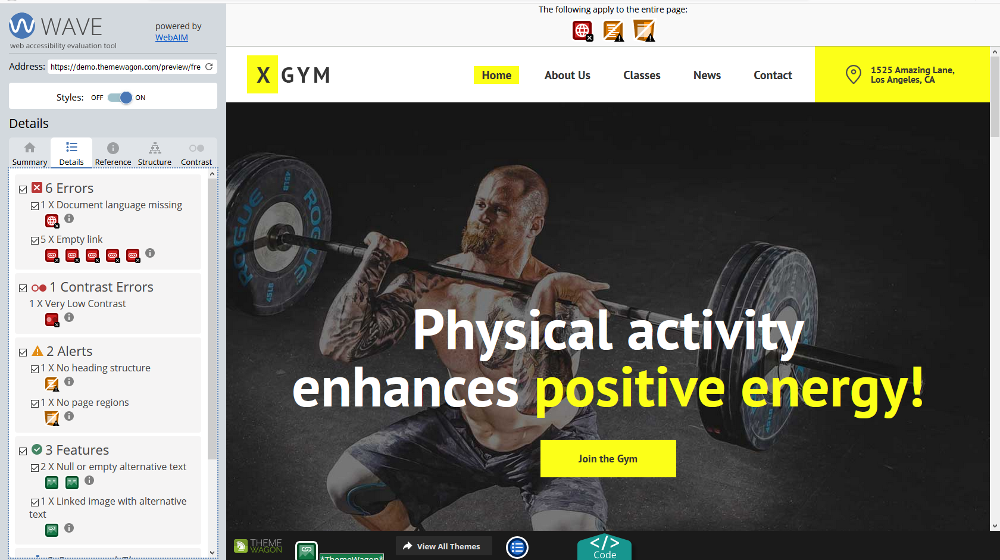 WAVE
web accessibility evaluation tool
powered by
WebAIM
Address: https://demo.themewagon.com/preview/fre
Styles: OFF ON
Details
Summary Details Reference Structure Contrast
6 Errors
1 X Document language missing
5 X Empty link
1 Contrast Errors
1 X Very Low Contrast
2 Alerts
1 X No heading structure
1 X No page regions
3 Features
2 X Null or empty alternative text
1 X Linked image with alternative
text
The following apply to the entire page:
X GYM
Home About Us Classes News Contact
1525 Amazing Lane,
Los Angeles, CA
ROGUE
45LB
ROGUE
45LB
Physical activity
enhances positive energy!
Join the Gym
THEME
WAGON
*ThemeWagon*
View All Themes
</>
Code